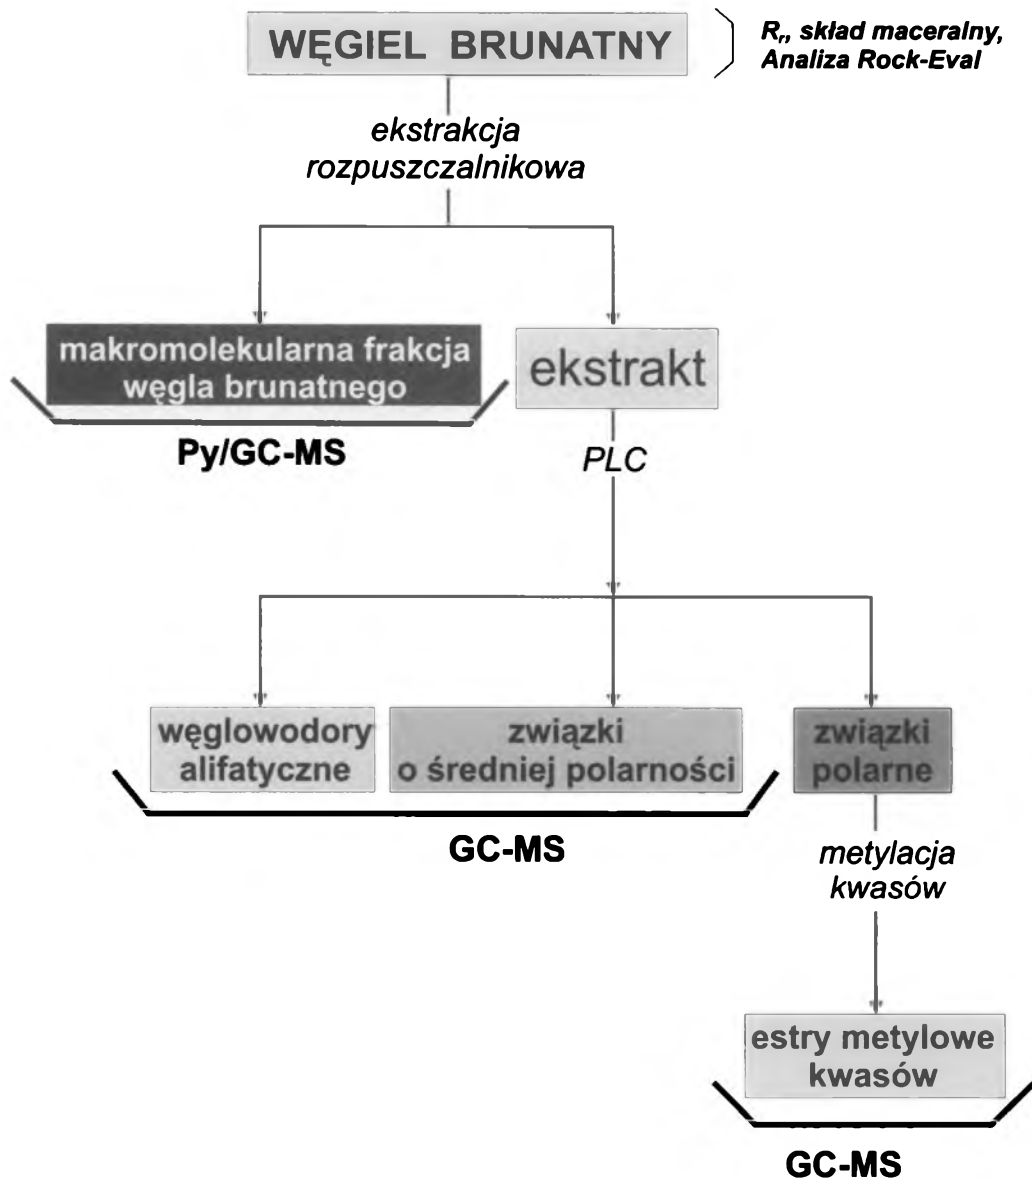 WĘGIEL BRUNATNY
Rr, skład maceralny,
Analiza Rock-Eval
ekstrakcja
rozpuszczalnikowa
makromolekularna frakcja
węgla brunatnego
ekstrakt
Py/GC-MS
PLC
węglowodory
alifatyczne
związki
o średniej polarności
związki
polarne
GC-MS
metylacja
kwasów
estry metylowe
kwasów
GC-MS